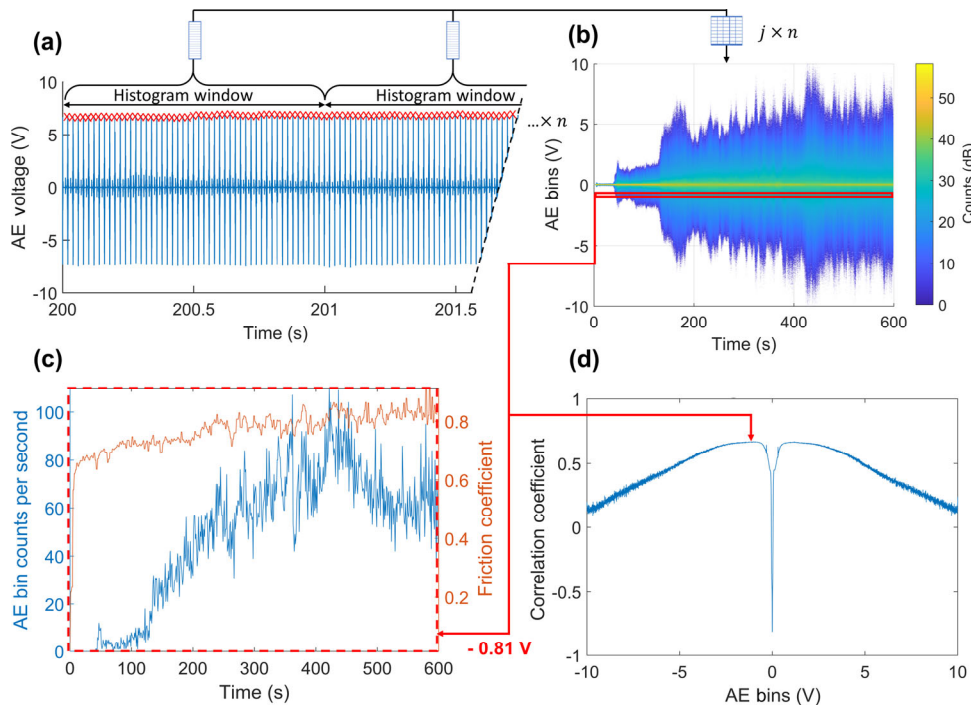 (a)
Histogram window
Histogram window
... × n
AE voltage (V)
10
5
0
-5
-10
200
200.5
201
201.5
Time (s)
(b)
j × n
AE bins (V)
10
5
0
-5
-10
0
200
400
600
Time (s)
50
40
30
20
10
0
Counts (dB)
(c)
AE bin counts per second
100
80
60
40
20
0
0
100
200
300
400
500
600
Time (s)
0.8
0.6
0.4
0.2
Friction coefficient
- 0.81 V
(d)
Correlation coefficient
1
0.5
0
-0.5
-1
-10
-5
0
5
10
AE bins (V)